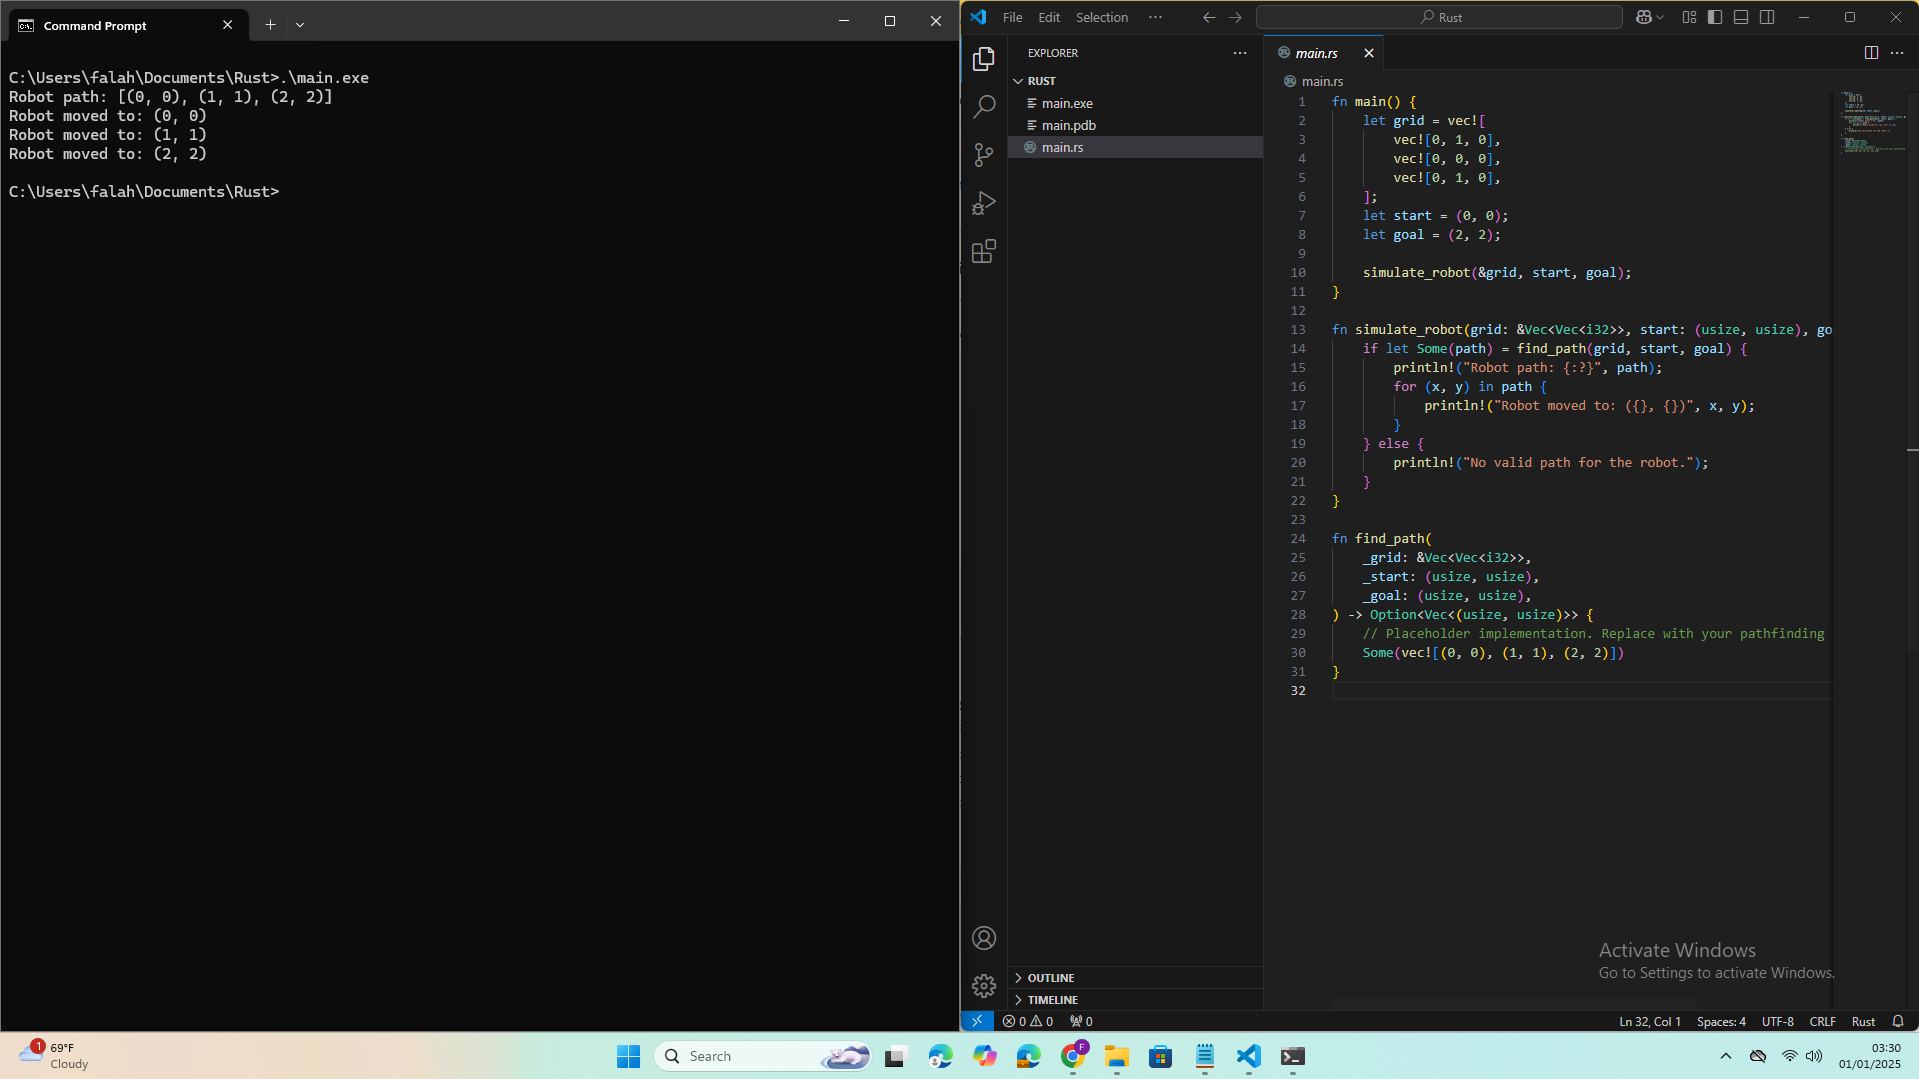 Command Prompt
C:\Users\falah\Documents\Rust>.\main.exe
Robot path: [(0, 0), (1, 1), (2, 2)]
Robot moved to: (0, 0)
Robot moved to: (1, 1)
Robot moved to: (2, 2)
C:\Users\falah\Documents\Rust>
File Edit Selection ···
Rust
EXPLORER
RUST
main.exe
main.pdb
main.rs
OUTLINE
TIMELINE
main.rs
main.rs
1 fn main() {
2     let grid = vec![
3         vec![0, 1, 0],
4         vec![0, 0, 0],
5         vec![0, 1, 0],
6     ];
7     let start = (0, 0);
8     let goal = (2, 2);
9
10     simulate_robot(&grid, start, goal);
11 }
12
13 fn simulate_robot(grid: &Vec<Vec<i32>>, start: (usize, usize), go
14     if let Some(path) = find_path(grid, start, goal) {
15         println!("Robot path: {:?}", path);
16         for (x, y) in path {
17             println!("Robot moved to: ({}, {})", x, y);
18         }
19     } else {
20         println!("No valid path for the robot.");
21     }
22 }
23
24 fn find_path(
25     _grid: &Vec<Vec<i32>>,
26     _start: (usize, usize),
27     _goal: (usize, usize),
28 ) -> Option<Vec<(usize, usize)>> {
29     // Placeholder implementation. Replace with your pathfinding
30     Some(vec![(0, 0), (1, 1), (2, 2)])
31 }
32
Activate Windows
Go to Settings to activate Windows.
0 0 0
Ln 32, Col 1 Spaces: 4 UTF-8 CRLF Rust
1
69°F
Cloudy
Search
F
03:30
01/01/2025